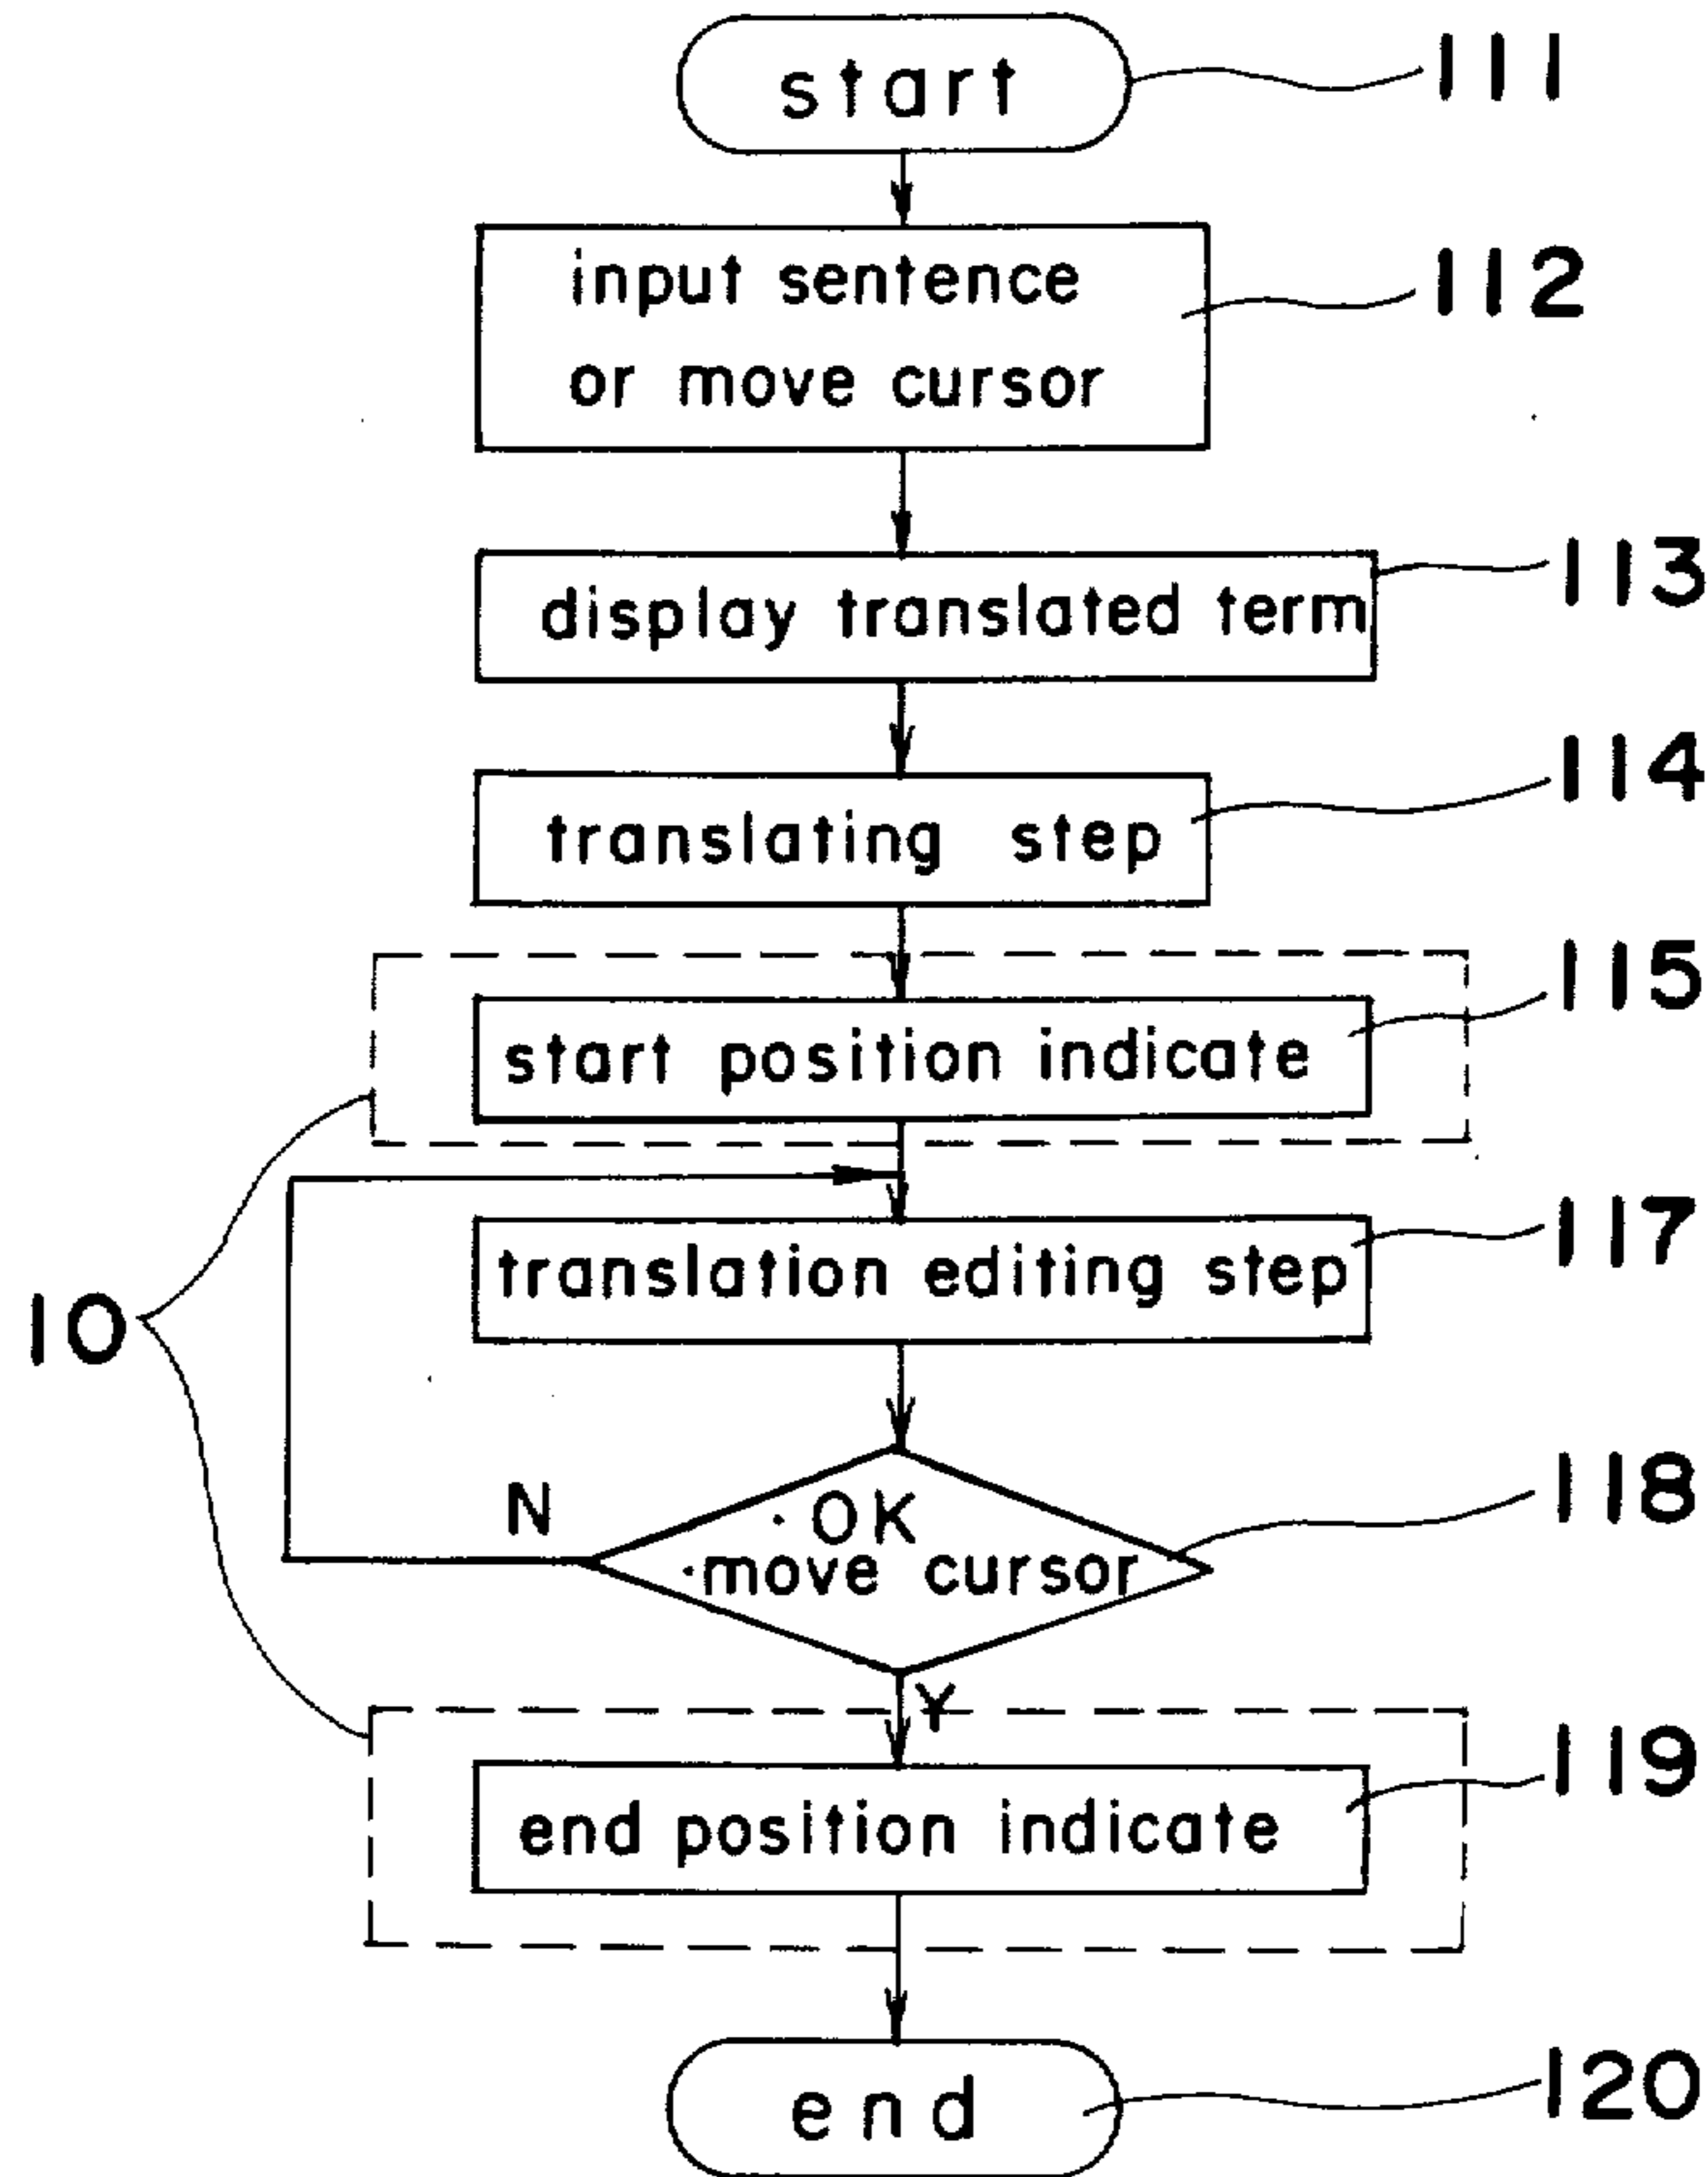 start
111
input sentence
or move cursor
112
display translated term
113
translating step
114
start position indicate
115
translation editing step
117
10
N
· OK
·move cursor
118
Y
end position indicate
119
end
120